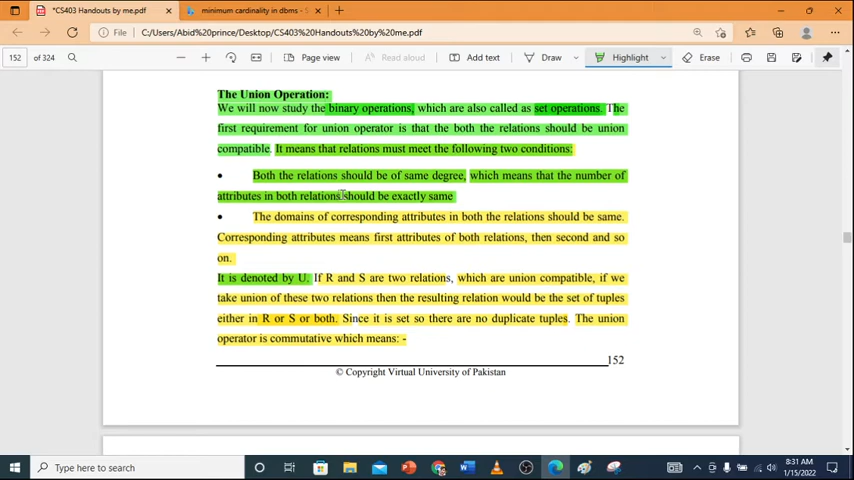 *CS403 Handouts by me.pdf
minimum cardinality in dbms - S
File
C:/Users/Abid%20prince/Desktop/CS403%20Handouts%20by%20me.pdf
152 of 324
Page view
Read aloud
Add text
Draw
Highlight
Erase
The Union Operation:
We will now study the binary operations, which are also called as set operations. The
first requirement for union operator is that the both the relations should be union
compatible. It means that relations must meet the following two conditions:
• Both the relations should be of same degree, which means that the number of
attributes in both relations should be exactly same
• The domains of corresponding attributes in both the relations should be same.
Corresponding attributes means first attributes of both relations, then second and so
on.
It is denoted by U. If R and S are two relations, which are union compatible, if we
take union of these two relations then the resulting relation would be the set of tuples
either in R or S or both. Since it is set so there are no duplicate tuples. The union
operator is commutative which means: -
152
© Copyright Virtual University of Pakistan
Type here to search
8:31 AM
1/15/2022